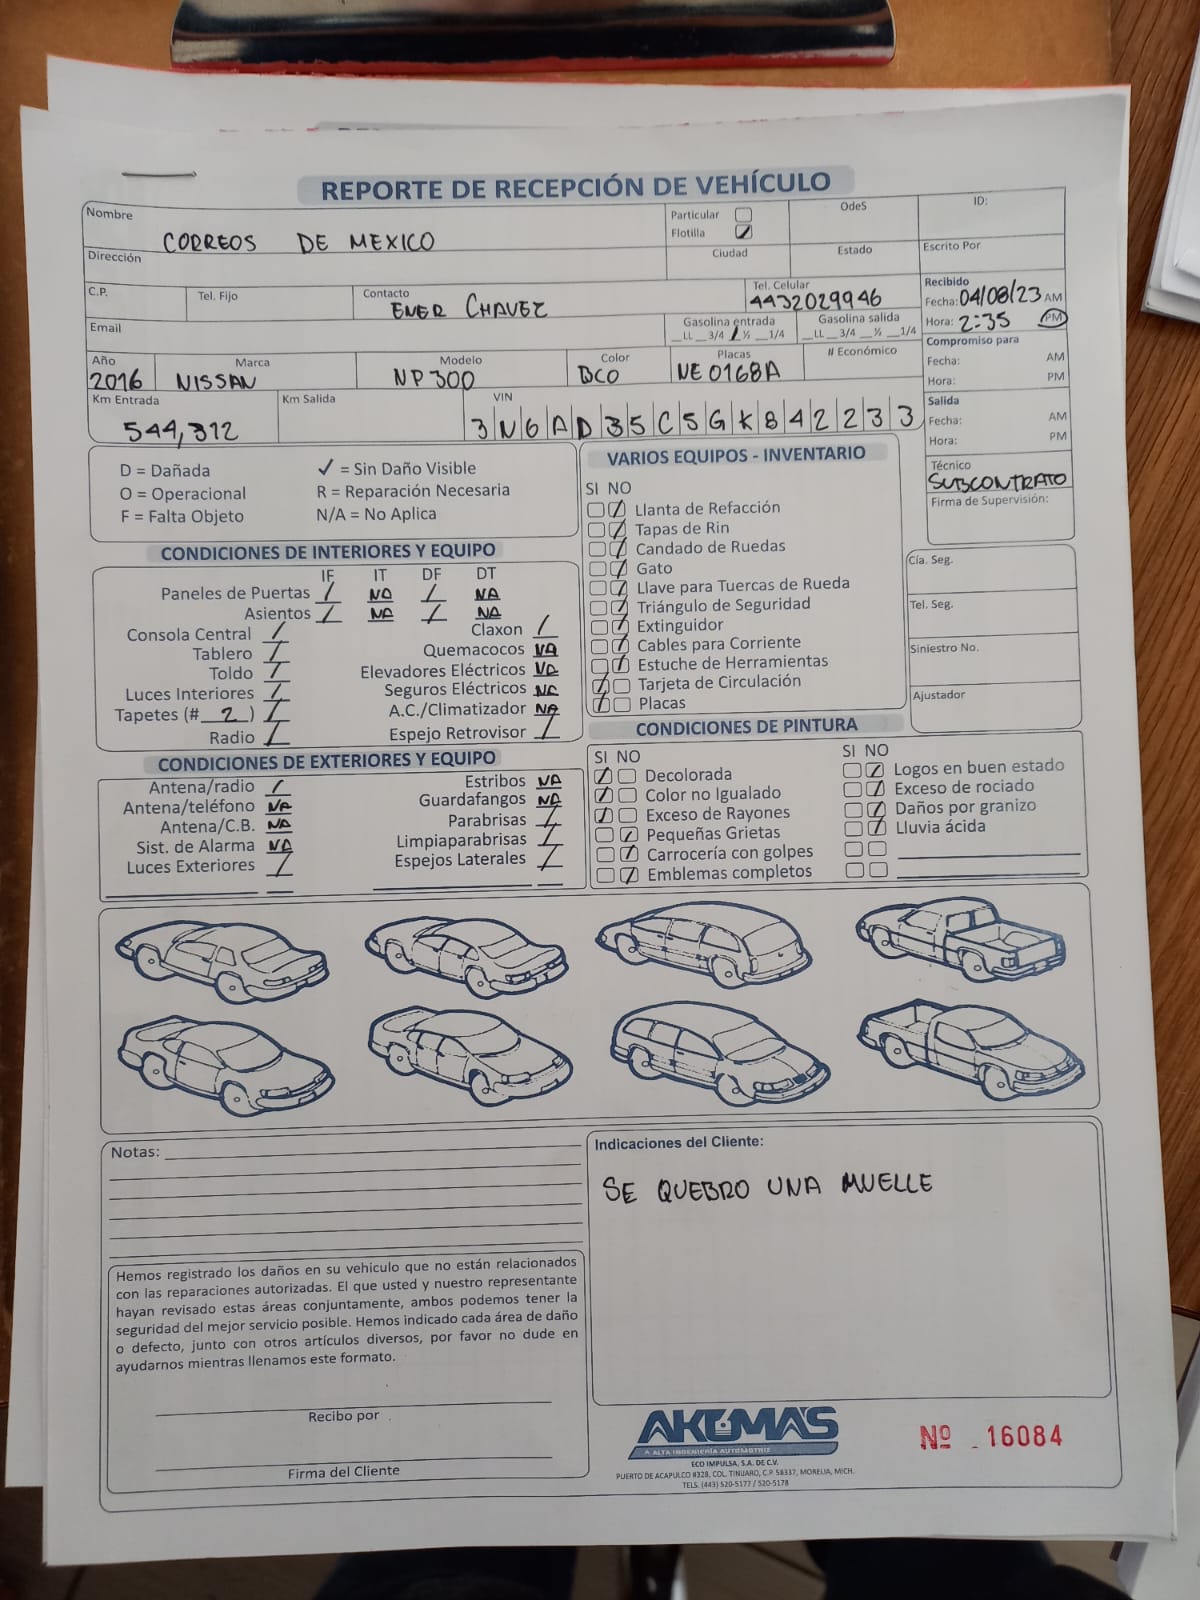 REPORTE DE RECEPCIÓN DE VEHÍCULO
Nombre CORREOS DE MEXICO
Particular
Flotilla
OdeS
ID:
Dirección
Ciudad
Estado
Escrito Por
C.P.
Tel. Fijo
Contacto ENER CHAVEZ
Tel. Celular 4432029946
Recibido
Fecha: 04/08/23 AM
Hora: 2:35 PM
Email
Gasolina entrada
__LL __3/4 __½ __1/4
Gasolina salida
__LL __3/4 __½ __1/4
Compromiso para
Fecha: AM
Hora: PM
Año 2016
Marca NISSAN
Modelo NP300
Color BCO
Placas NE0168A
# Económico
Km Entrada 544,312
Km Salida
VIN 3N6AD35C5GK842233
Salida
Fecha: AM
Hora: PM
Técnico
SUBCONTRATO
Firma de Supervisión:
D = Dañada
✓ = Sin Daño Visible
O = Operacional
R = Reparación Necesaria
F = Falta Objeto
N/A = No Aplica
CONDICIONES DE INTERIORES Y EQUIPO
IF IT DF DT
Paneles de Puertas / NA / NA
Asientos / NA / NA
Consola Central /
Claxon /
Tablero /
Quemacocos NA
Toldo /
Elevadores Eléctricos NA
Luces Interiores /
Seguros Eléctricos NA
Tapetes (# 2 ) /
A.C./Climatizador NA
Radio /
Espejo Retrovisor /
CONDICIONES DE EXTERIORES Y EQUIPO
Antena/radio /
Estribos NA
Antena/teléfono NA
Guardafangos NA
Antena/C.B. NA
Parabrisas /
Sist. de Alarma NA
Limpiaparabrisas /
Luces Exteriores /
Espejos Laterales /
VARIOS EQUIPOS - INVENTARIO
SI NO
Llanta de Refacción
Tapas de Rin
Candado de Ruedas
Gato
Llave para Tuercas de Rueda
Triángulo de Seguridad
Extinguidor
Cables para Corriente
Estuche de Herramientas
Tarjeta de Circulación
Placas
Cía. Seg.
Tel. Seg.
Siniestro No.
Ajustador
CONDICIONES DE PINTURA
SI NO
Decolorada
Color no Igualado
Exceso de Rayones
Pequeñas Grietas
Carrocería con golpes
Emblemas completos
SI NO
Logos en buen estado
Exceso de rociado
Daños por granizo
Lluvia ácida
Notas:
Indicaciones del Cliente:
SE QUEBRO UNA MUELLE
Hemos registrado los daños en su vehiculo que no están relacionados
con las reparaciones autorizadas. El que usted y nuestro representante
hayan revisado estas áreas conjuntamente, ambos podemos tener la
seguridad del mejor servicio posible. Hemos indicado cada área de daño
o defecto, junto con otros artículos diversos, por favor no dude en
ayudarnos mientras llenamos este formato.
Recibo por
Firma del Cliente
AKUMA'S
ALTA INGENIERÍA AUTOMOTRIZ
ECO IMPULSA, S.A. DE C.V.
PUERTO DE ACAPULCO #328, COL. TINIJARO, C.P. 58337, MORELIA, MICH.
TELS. (443) 520-5177 / 520-5178
Nº 16084